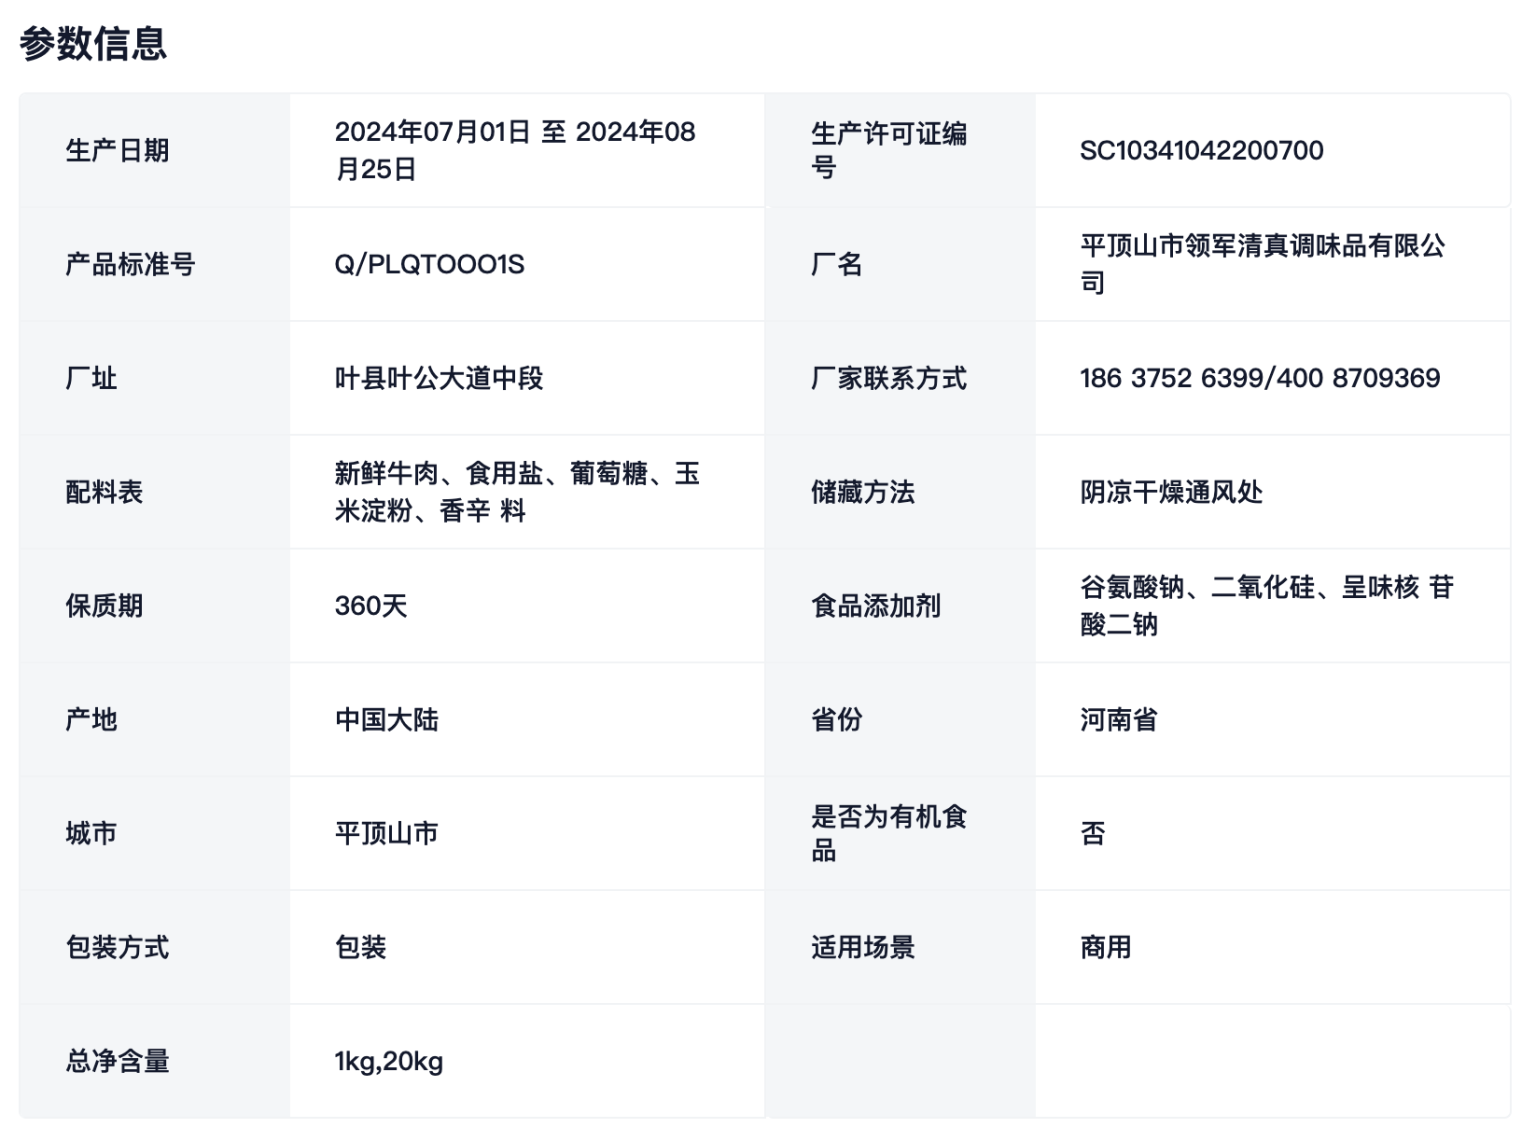 参数信息
生产日期
2024年07月01日 至 2024年08
月25日
生产许可证编
号
SC10341042200700
产品标准号
Q/PLQTOOO1S
厂名
平顶山市领军清真调味品有限公
司
厂址
叶县叶公大道中段
厂家联系方式
186 3752 6399/400 8709369
配料表
新鲜牛肉、食用盐、葡萄糖、玉
米淀粉、香辛 料
储藏方法
阴凉干燥通风处
保质期
360天
食品添加剂
谷氨酸钠、二氧化硅、呈味核 苷
酸二钠
产地
中国大陆
省份
河南省
城市
平顶山市
是否为有机食
品
否
包装方式
包装
适用场景
商用
总净含量
1kg,20kg